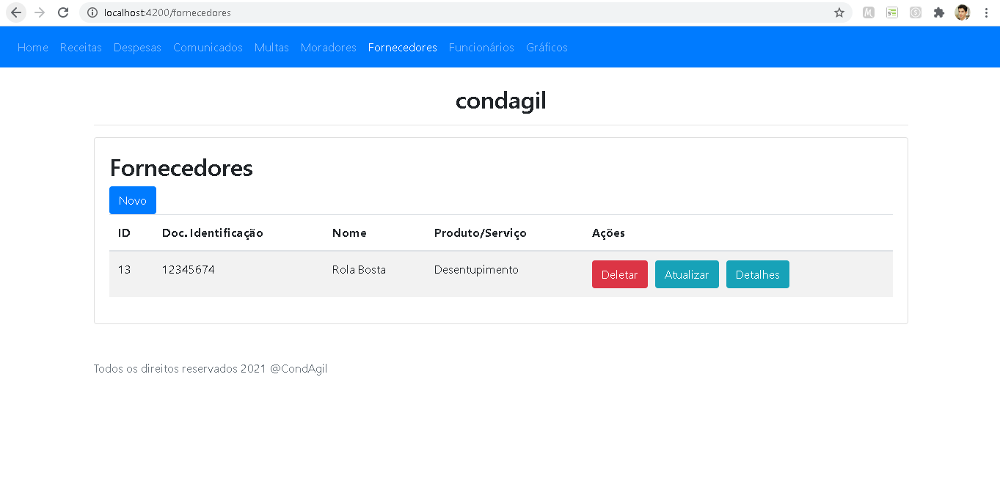 localhost:4200/fornecedores
Home Receitas Despesas Comunicados Multas Moradores Fornecedores Funcionários Gráficos
condagil
Fornecedores
Novo
ID Doc. Identificação Nome Produto/Serviço Ações
13 12345674 Rola Bosta Desentupimento Deletar Atualizar Detalhes
Todos os direitos reservados 2021 @CondAgil